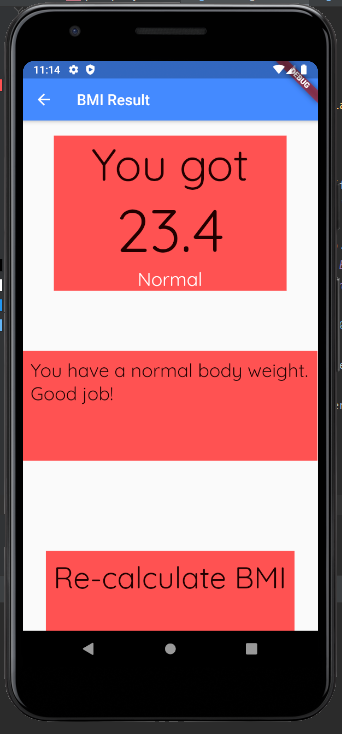 11:14
DEBUG
BMI Result
You got
23.4
Normal
You have a normal body weight.
Good job!
Re-calculate BMI